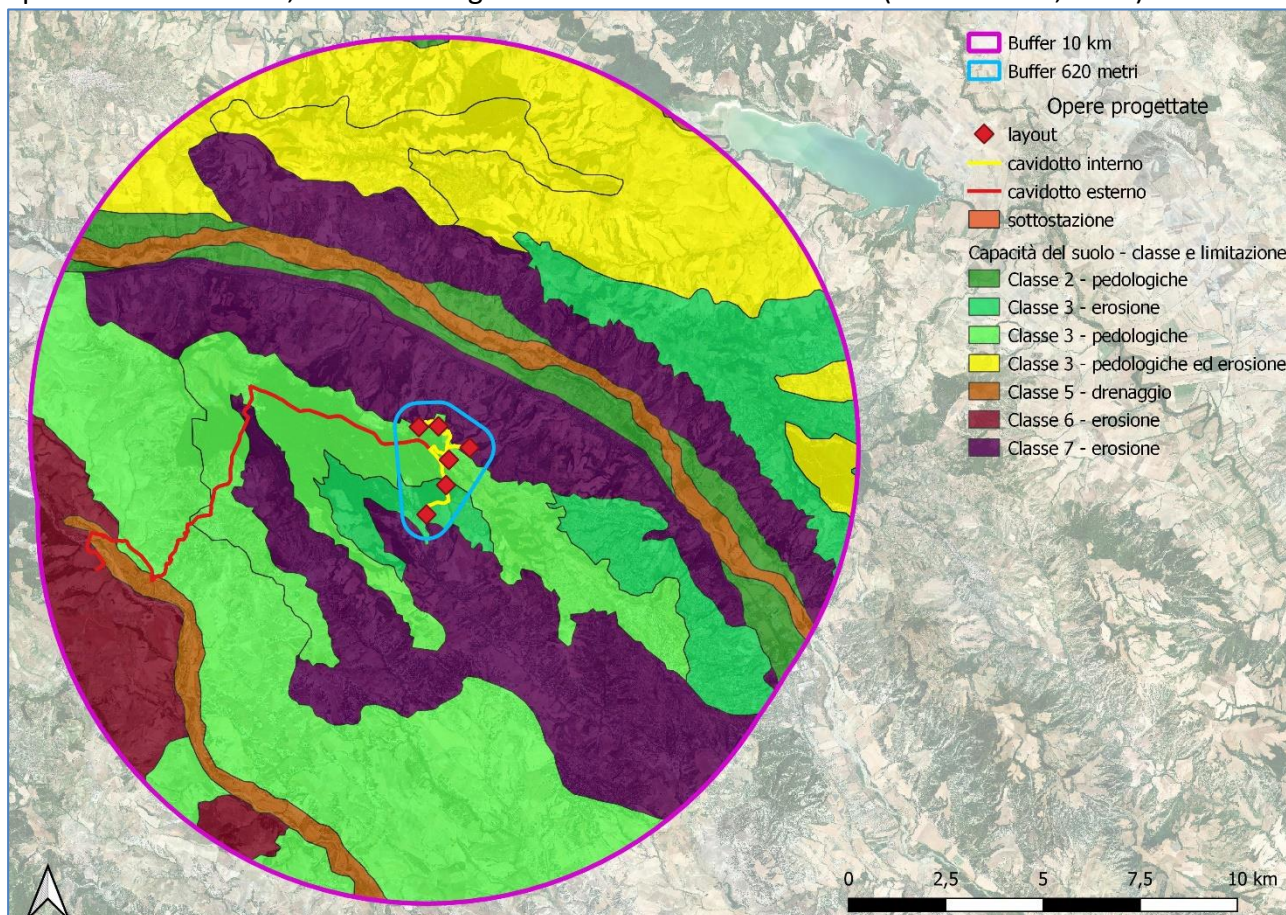 Buffer 10 km
Buffer 620 metri
Opere progettate
layout
cavidotto interno
cavidotto esterno
sottostazione
Capacità del suolo - classe e limitazione
Classe 2 - pedologiche
Classe 3 - erosione
Classe 3 - pedologiche
Classe 3 - pedologiche ed erosione
Classe 5 - drenaggio
Classe 6 - erosione
Classe 7 - erosione
0 2,5 5 7,5 10 km